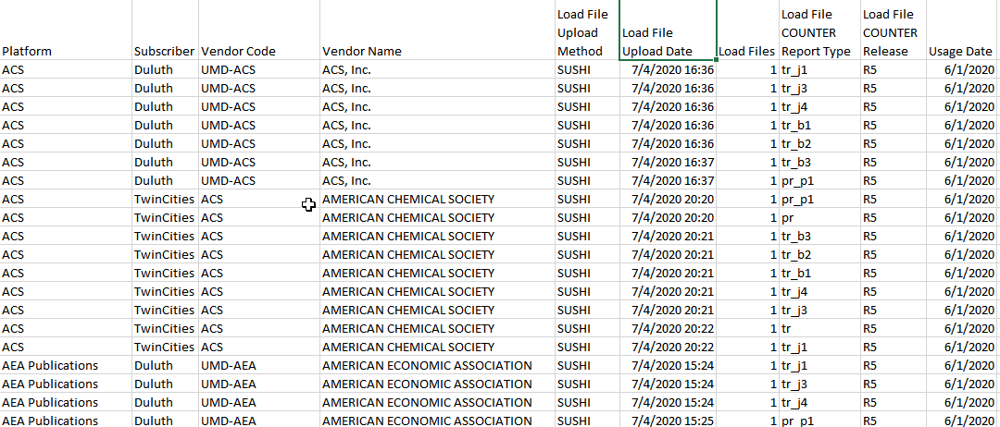 Platform Subscriber Vendor Code Vendor Name Load File Upload Method Load File Upload Date Load Files Load File COUNTER Report Type Load File COUNTER Release Usage Date
ACS Duluth UMD-ACS ACS, Inc. SUSHI 7/4/2020 16:36 1 tr_j1 R5 6/1/2020
ACS Duluth UMD-ACS ACS, Inc. SUSHI 7/4/2020 16:36 1 tr_j3 R5 6/1/2020
ACS Duluth UMD-ACS ACS, Inc. SUSHI 7/4/2020 16:36 1 tr_j4 R5 6/1/2020
ACS Duluth UMD-ACS ACS, Inc. SUSHI 7/4/2020 16:36 1 tr_b1 R5 6/1/2020
ACS Duluth UMD-ACS ACS, Inc. SUSHI 7/4/2020 16:36 1 tr_b2 R5 6/1/2020
ACS Duluth UMD-ACS ACS, Inc. SUSHI 7/4/2020 16:37 1 tr_b3 R5 6/1/2020
ACS Duluth UMD-ACS ACS, Inc. SUSHI 7/4/2020 16:37 1 pr_p1 R5 6/1/2020
ACS TwinCities ACS AMERICAN CHEMICAL SOCIETY SUSHI 7/4/2020 20:20 1 pr_p1 R5 6/1/2020
ACS TwinCities ACS AMERICAN CHEMICAL SOCIETY SUSHI 7/4/2020 20:20 1 pr R5 6/1/2020
ACS TwinCities ACS AMERICAN CHEMICAL SOCIETY SUSHI 7/4/2020 20:21 1 tr_b3 R5 6/1/2020
ACS TwinCities ACS AMERICAN CHEMICAL SOCIETY SUSHI 7/4/2020 20:21 1 tr_b2 R5 6/1/2020
ACS TwinCities ACS AMERICAN CHEMICAL SOCIETY SUSHI 7/4/2020 20:21 1 tr_b1 R5 6/1/2020
ACS TwinCities ACS AMERICAN CHEMICAL SOCIETY SUSHI 7/4/2020 20:21 1 tr_j4 R5 6/1/2020
ACS TwinCities ACS AMERICAN CHEMICAL SOCIETY SUSHI 7/4/2020 20:21 1 tr_j3 R5 6/1/2020
ACS TwinCities ACS AMERICAN CHEMICAL SOCIETY SUSHI 7/4/2020 20:22 1 tr R5 6/1/2020
ACS TwinCities ACS AMERICAN CHEMICAL SOCIETY SUSHI 7/4/2020 20:22 1 tr_j1 R5 6/1/2020
AEA Publications Duluth UMD-AEA AMERICAN ECONOMIC ASSOCIATION SUSHI 7/4/2020 15:24 1 tr_j1 R5 6/1/2020
AEA Publications Duluth UMD-AEA AMERICAN ECONOMIC ASSOCIATION SUSHI 7/4/2020 15:24 1 tr_j3 R5 6/1/2020
AEA Publications Duluth UMD-AEA AMERICAN ECONOMIC ASSOCIATION SUSHI 7/4/2020 15:24 1 tr_j4 R5 6/1/2020
AEA Publications Duluth UMD-AEA AMERICAN ECONOMIC ASSOCIATION SUSHI 7/4/2020 15:25 1 pr_p1 R5 6/1/2020